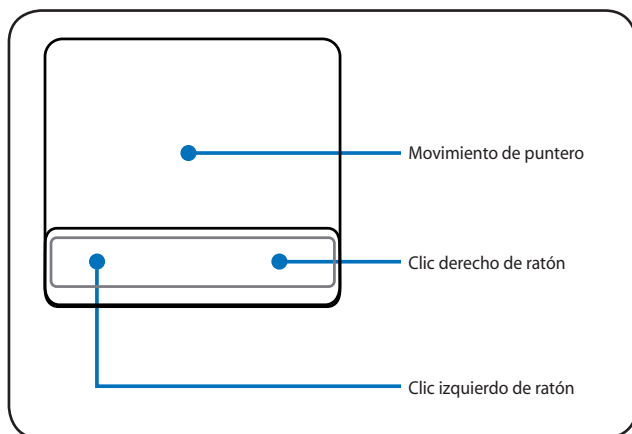 Movimiento de puntero
Clic derecho de ratón
Clic izquierdo de ratón